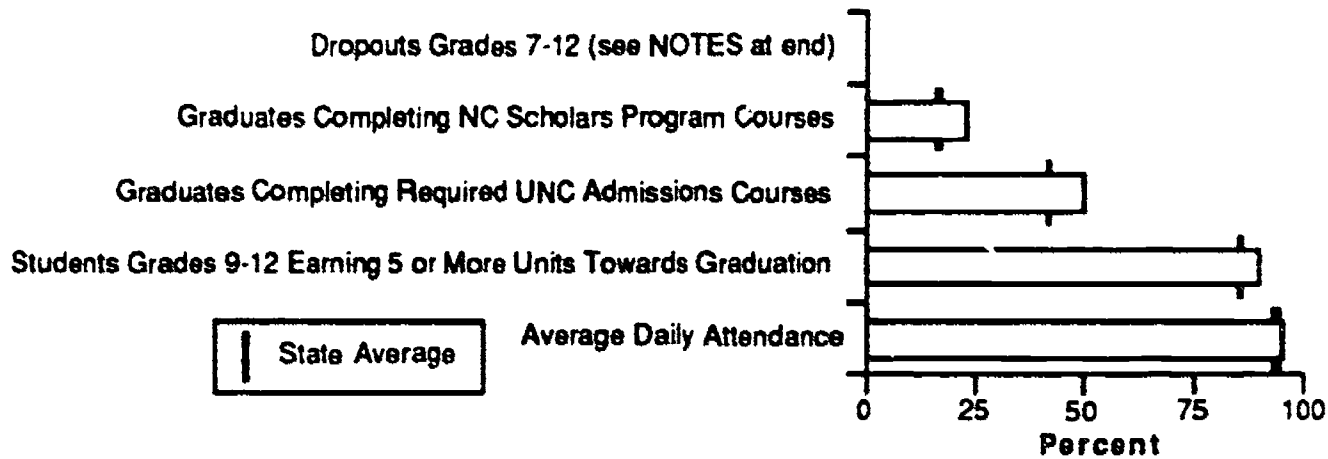 Dropouts Grades 7-12 (see NOTES at end)
Graduates Completing NC Scholars Program Courses
Graduates Completing Required UNC Admissions Courses
Students Grades 9-12 Earning 5 or More Units Towards Graduation
Average Daily Attendance
State Average
0 25 50 75 100
Percent